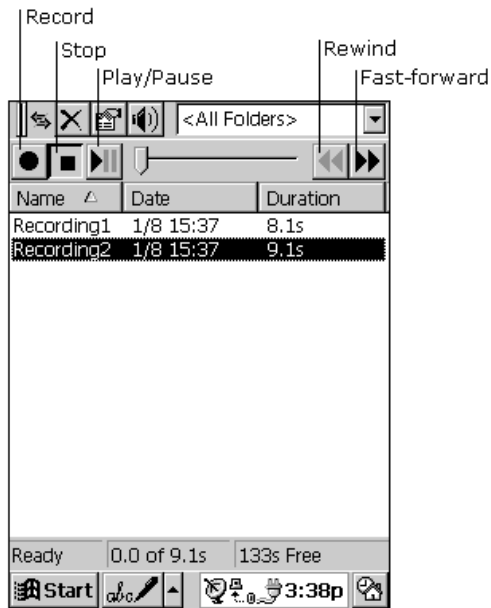 Record
Stop
Play/Pause
Rewind
Fast-forward
<All Folders>
Name Date Duration
Recording1 1/8 15:37 8.1s
Recording2 1/8 15:37 9.1s
Ready 0.0 of 9.1s 133s Free
Start abc 3:38p